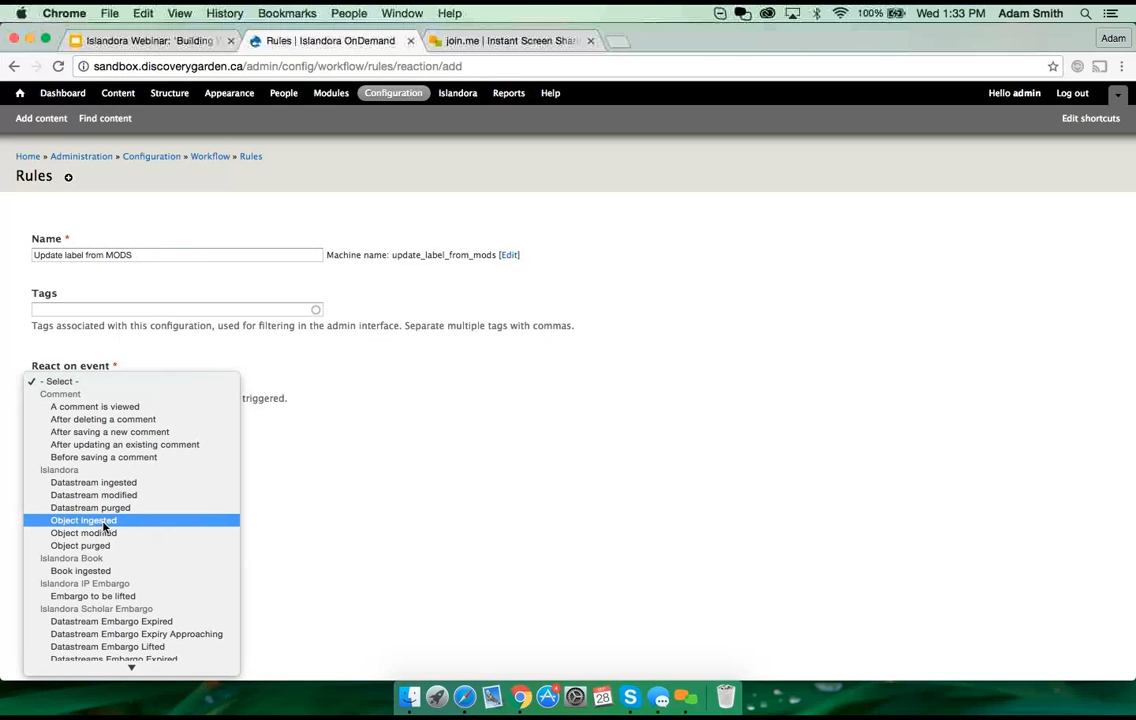 Chrome File Edit View History Bookmarks People Window Help 100% Wed 1:33 PM Adam Smith
Islandora Webinar: 'Building Rules | Islandora OnDemand join.me | Instant Screen Sha Adam
sandbox.discoverygarden.ca/admin/config/workflow/rules/reaction/add
Dashboard Content Structure Appearance People Modules Configuration Islandora Reports Help Hello admin Log out
Add content Find content Edit shortcuts
Home » Administration » Configuration » Workflow » Rules
Rules
Name *
Update label from MODS Machine name: update_label_from_mods [Edit]
Tags
Tags associated with this configuration, used for filtering in the admin interface. Separate multiple tags with commas.
React on event *
- Select -
Comment
triggered.
A comment is viewed
After deleting a comment
After saving a new comment
After updating an existing comment
Before saving a comment
Islandora
Datastream ingested
Datastream modified
Datastream purged
Object ingested
Object modified
Object purged
Islandora Book
Book ingested
Islandora IP Embargo
Embargo to be lifted
Islandora Scholar Embargo
Datastream Embargo Expired
Datastream Embargo Expiry Approaching
Datastream Embargo Lifted
Datastreams Embargo Expired
28